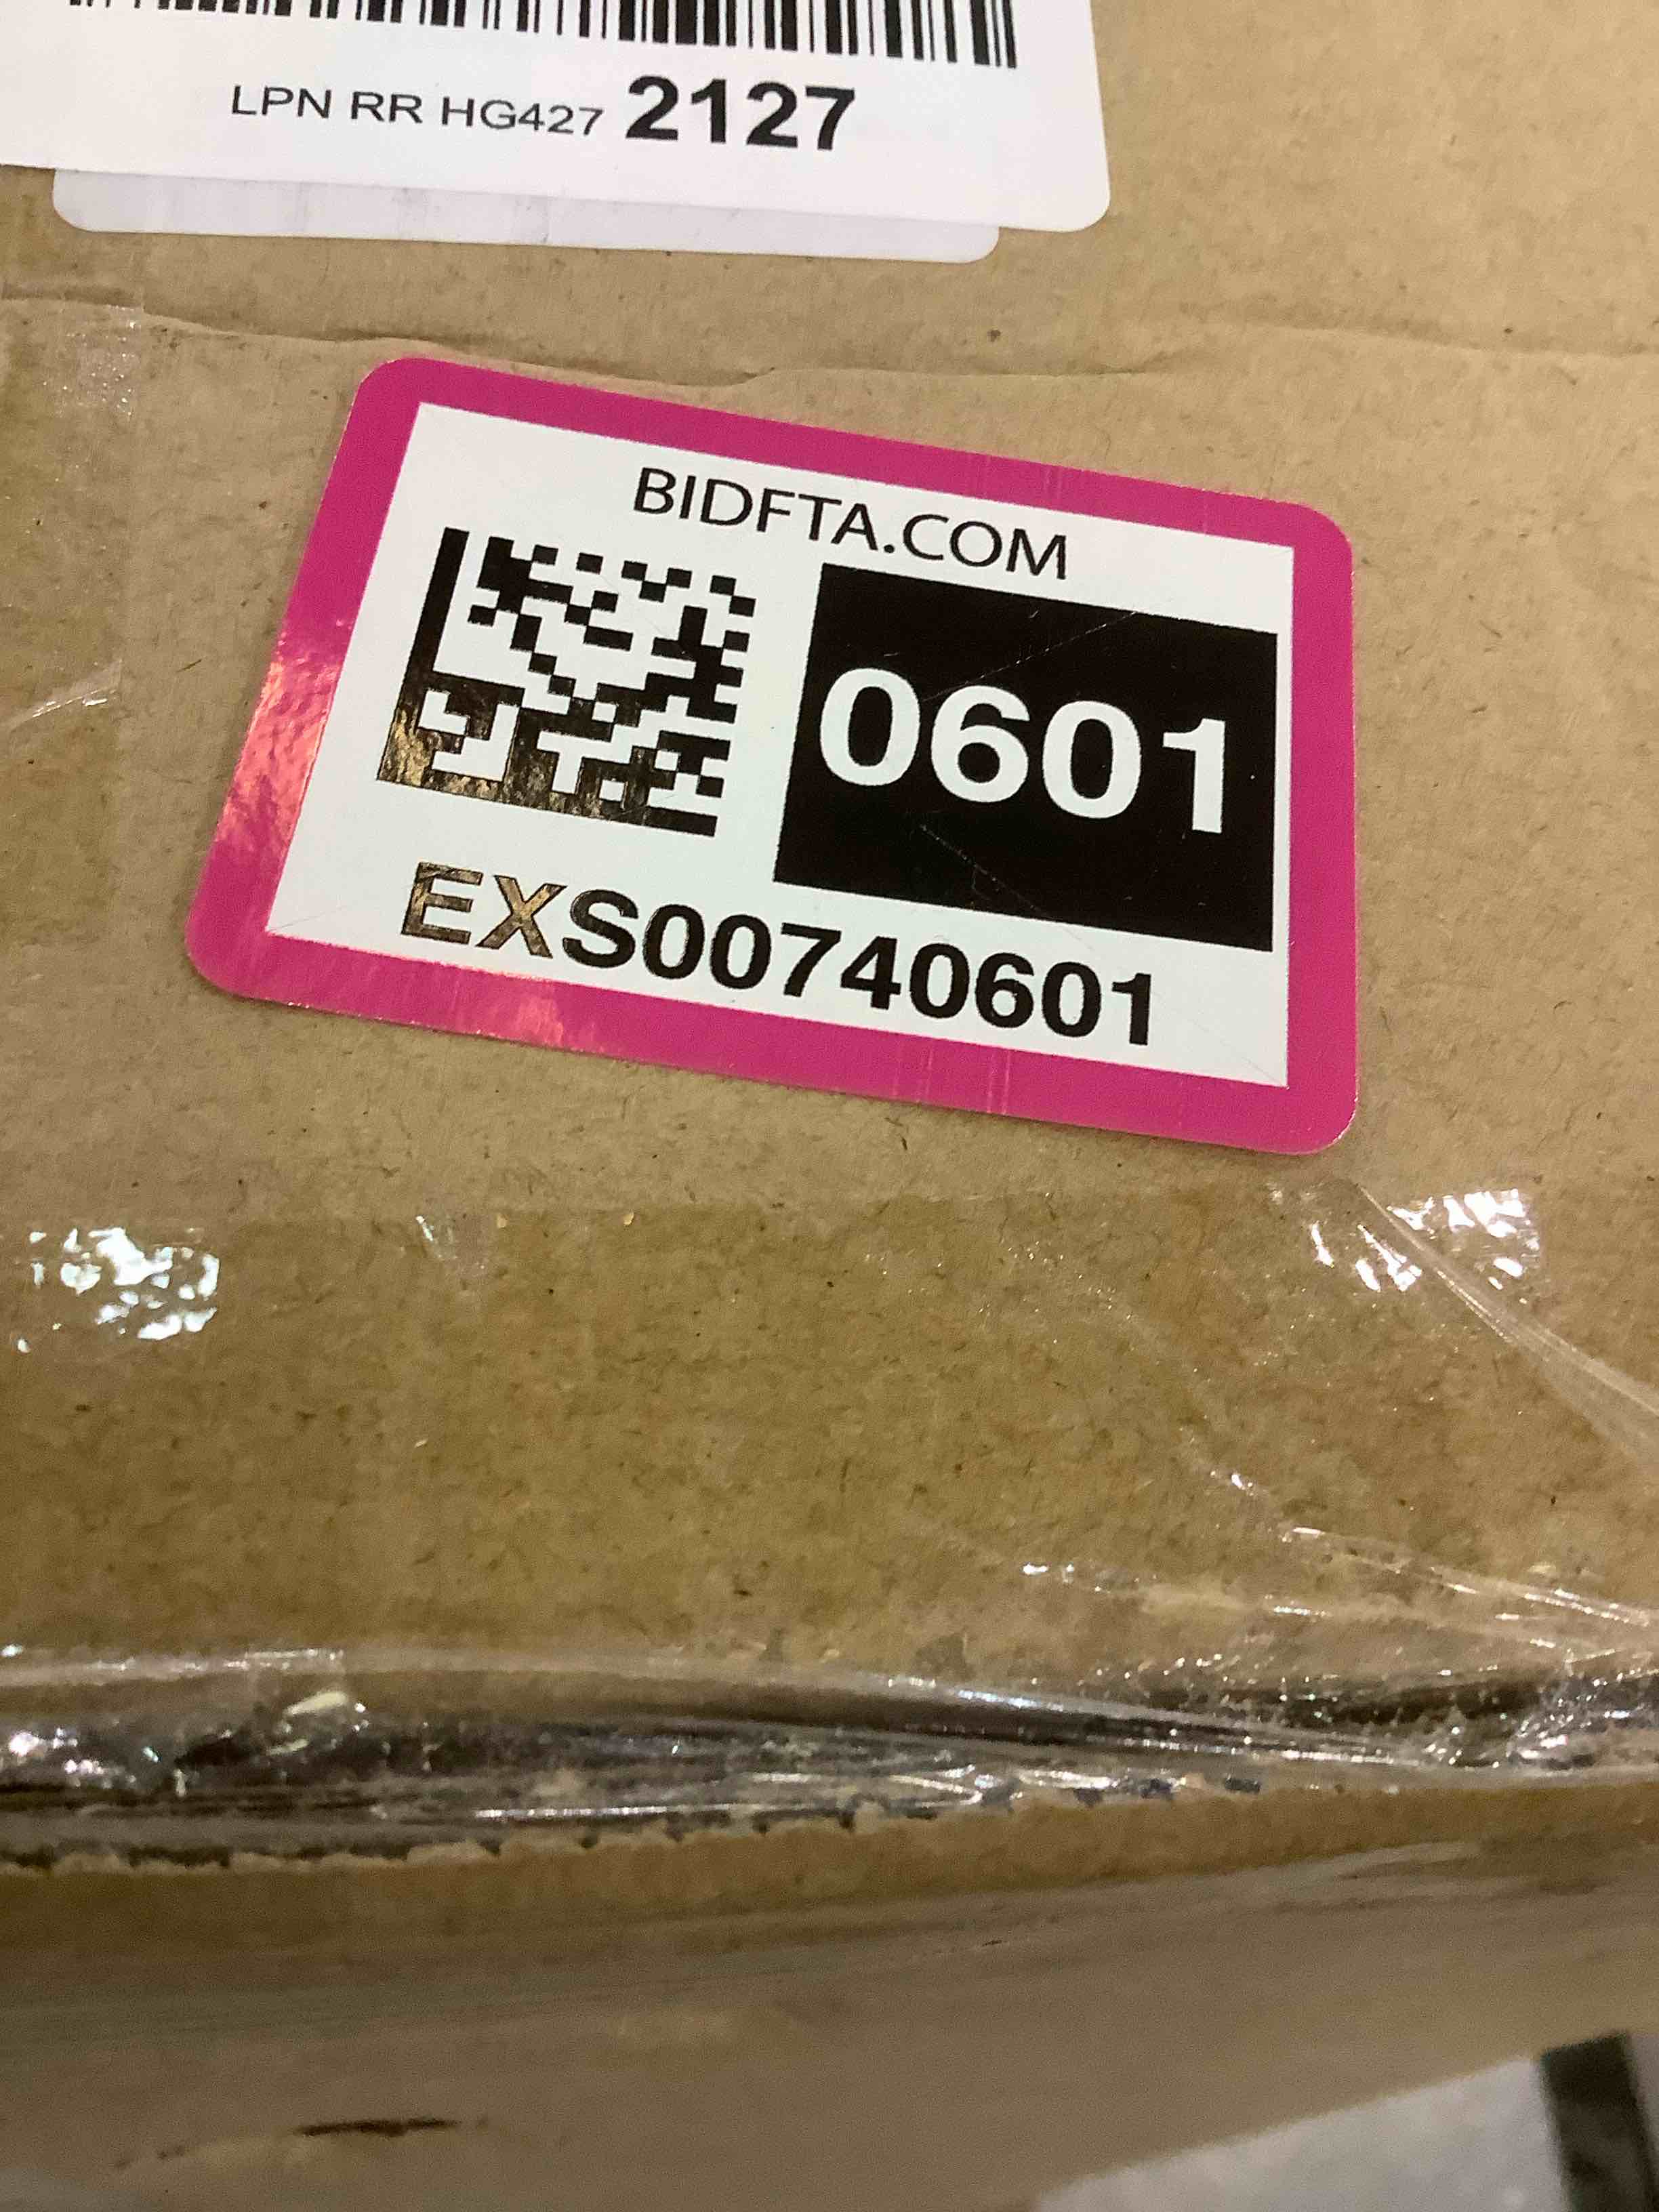 LPN RR HG427 2127
BIDFTA.COM
0601
EXS00740601